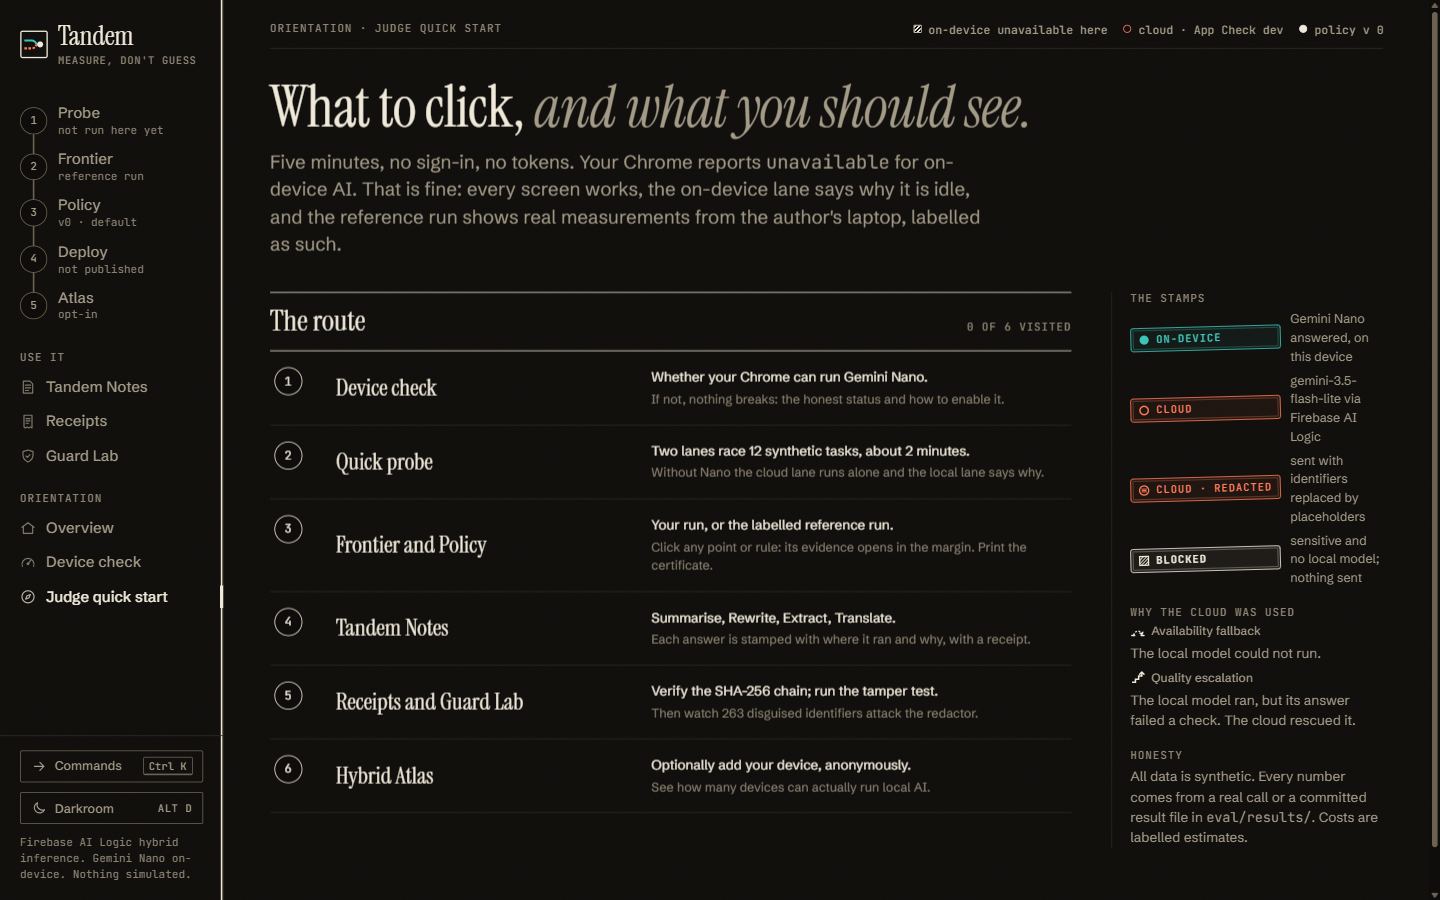 Tandem
MEASURE, DON'T GUESS
1
Probe
not run here yet
2
Frontier
reference run
3
Policy
v0 · default
4
Deploy
not published
5
Atlas
opt-in
USE IT
Tandem Notes
Receipts
Guard Lab
ORIENTATION
Overview
Device check
Judge quick start
Commands Ctrl K
Darkroom ALT D
Firebase AI Logic hybrid
inference. Gemini Nano on-
device. Nothing simulated.
ORIENTATION · JUDGE QUICK START
on-device unavailable here cloud · App Check dev policy v 0
What to click, and what you should see.
Five minutes, no sign-in, no tokens. Your Chrome reports unavailable for on-
device AI. That is fine: every screen works, the on-device lane says why it is idle,
and the reference run shows real measurements from the author's laptop, labelled
as such.
The route 0 OF 6 VISITED
1
Device check
Whether your Chrome can run Gemini Nano.
If not, nothing breaks: the honest status and how to enable it.
2
Quick probe
Two lanes race 12 synthetic tasks, about 2 minutes.
Without Nano the cloud lane runs alone and the local lane says why.
3
Frontier and Policy
Your run, or the labelled reference run.
Click any point or rule: its evidence opens in the margin. Print the
certificate.
4
Tandem Notes
Summarise, Rewrite, Extract, Translate.
Each answer is stamped with where it ran and why, with a receipt.
5
Receipts and Guard Lab
Verify the SHA-256 chain; run the tamper test.
Then watch 263 disguised identifiers attack the redactor.
6
Hybrid Atlas
Optionally add your device, anonymously.
See how many devices can actually run local AI.
THE STAMPS
ON-DEVICE
Gemini Nano
answered, on
this device
CLOUD
gemini-3.5-
flash-lite via
Firebase AI
Logic
CLOUD · REDACTED
sent with
identifiers
replaced by
placeholders
BLOCKED
sensitive and
no local model;
nothing sent
WHY THE CLOUD WAS USED
Availability fallback
The local model could not run.
Quality escalation
The local model ran, but its answer
failed a check. The cloud rescued it.
HONESTY
All data is synthetic. Every number
comes from a real call or a committed
result file in eval/results/. Costs are
labelled estimates.